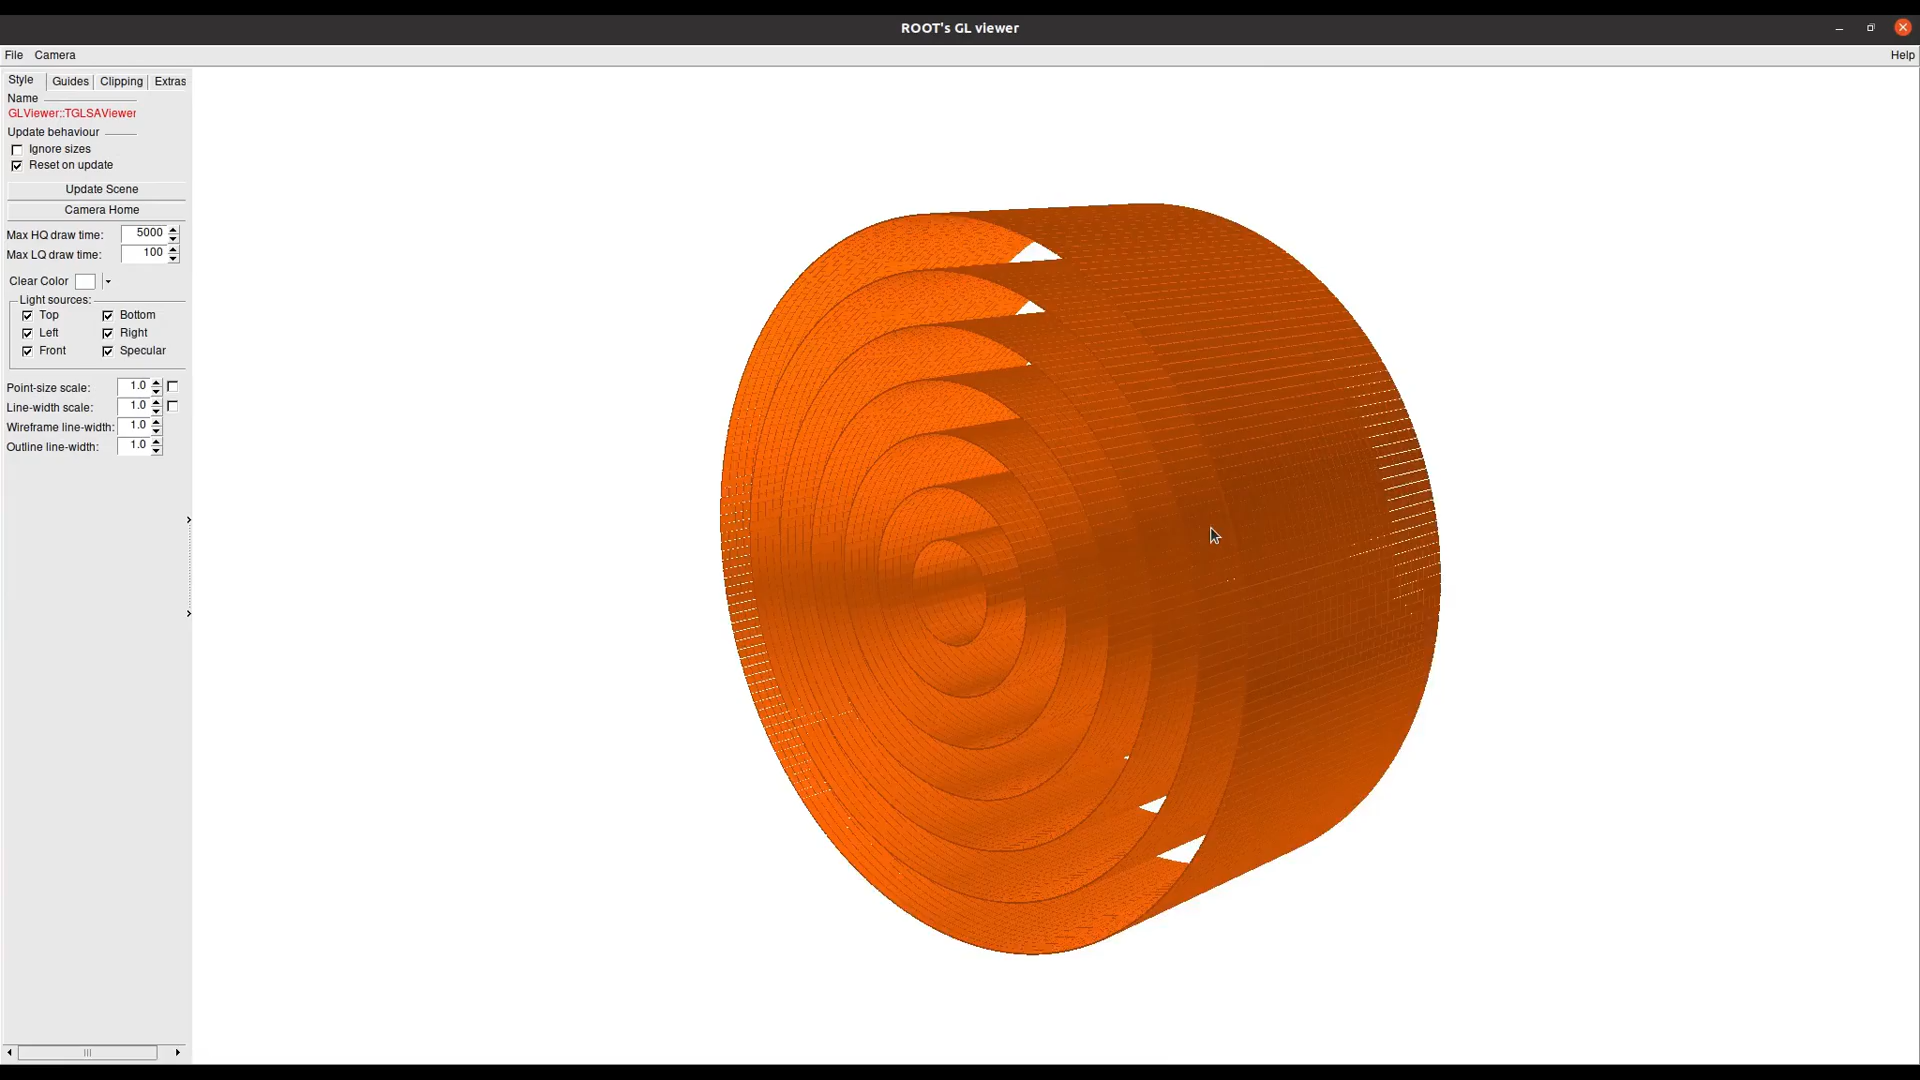 ROOT's GL viewer
File Camera Help
Style Guides Clipping Extras
Name
GLViewer::TGLSAViewer
Update behaviour
Ignore sizes
Reset on update
Update Scene
Camera Home
Max HQ draw time: 5000
Max LQ draw time: 100
Clear Color
Light sources:
Top Bottom
Left Right
Front Specular
Point-size scale: 1.0
Line-width scale: 1.0
Wireframe line-width: 1.0
Outline line-width: 1.0